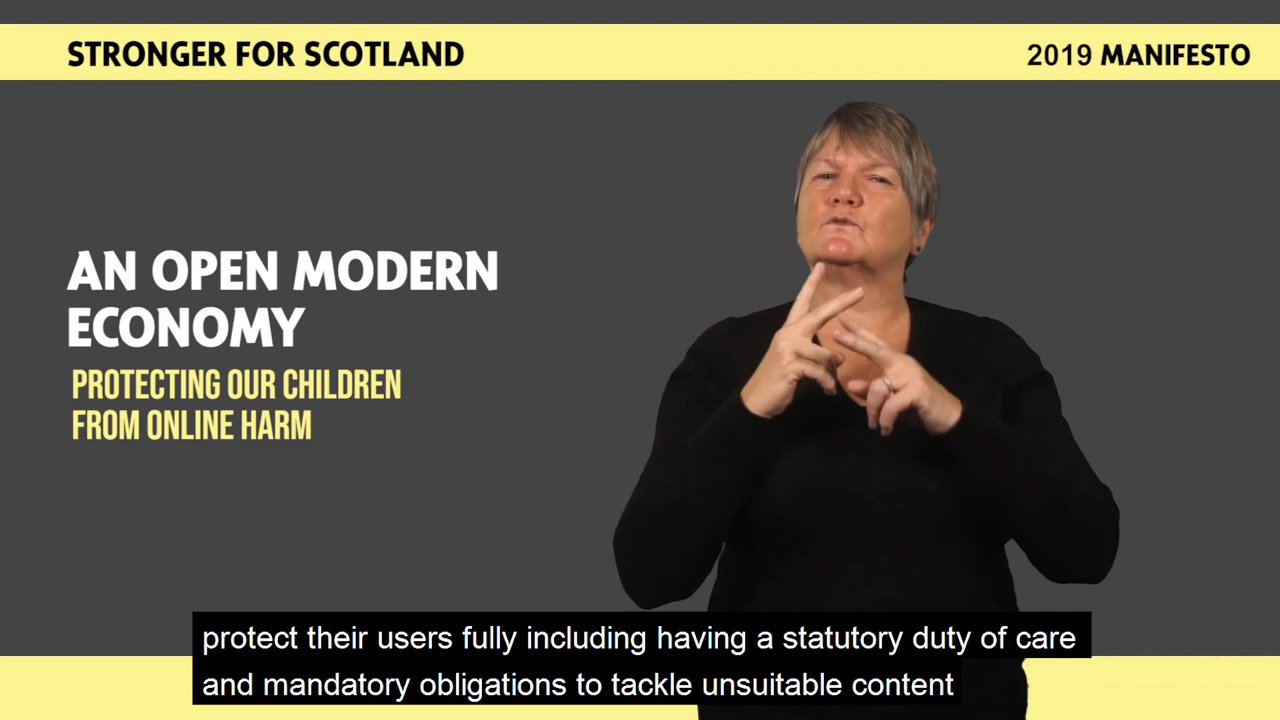 STRONGER FOR SCOTLAND
2019 MANIFESTO
AN OPEN MODERN
ECONOMY
PROTECTING OUR CHILDREN
FROM ONLINE HARM
protect their users fully including having a statutory duty of care
and mandatory obligations to tackle unsuitable content